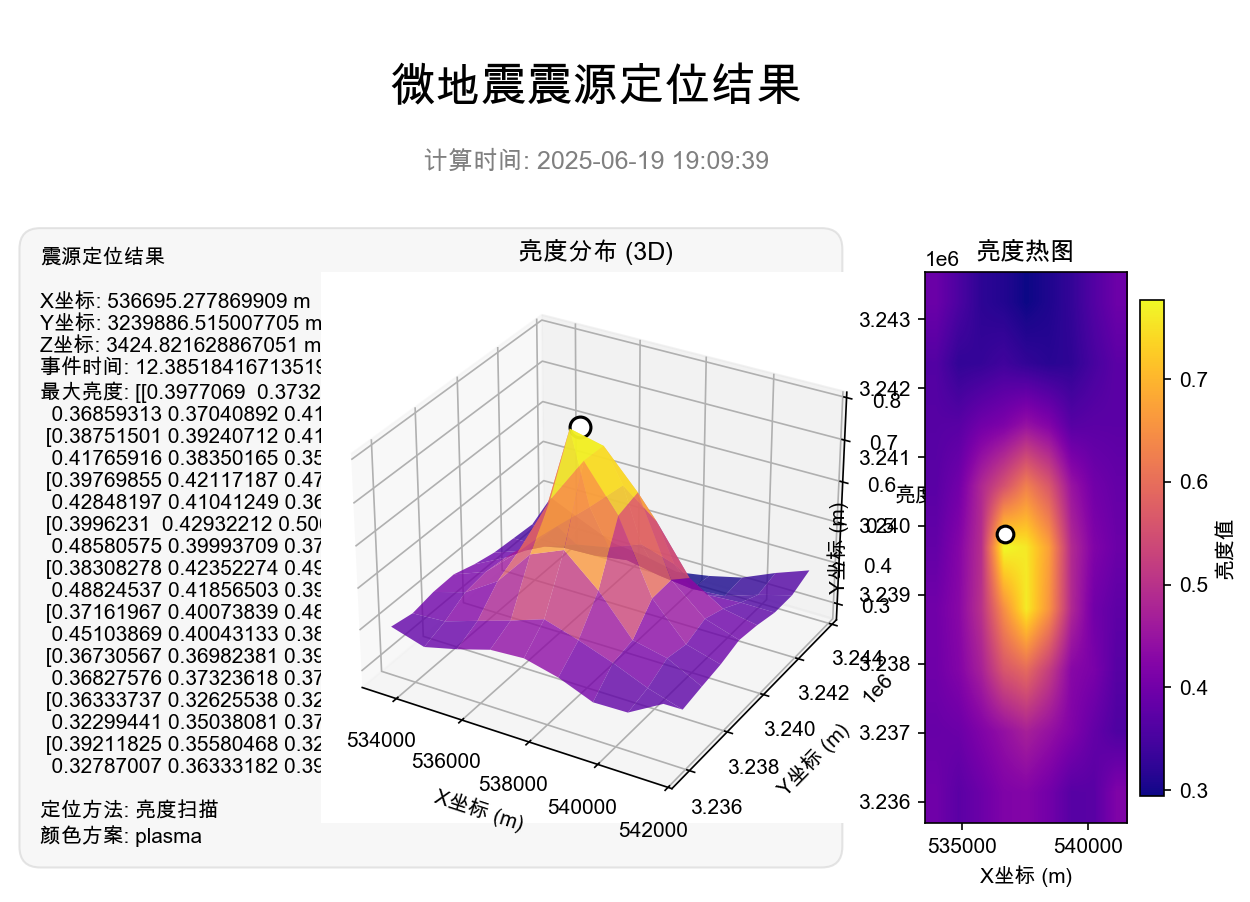 微地震震源定位结果
计算时间: 2025-06-19 19:09:39
震源定位结果
X坐标: 536695.277869909 m
Y坐标: 3239886.515007705 m
Z坐标: 3424.821628867051 m
事件时间: 12.3851841671351
最大亮度: [[0.3977069 0.3732
0.36859313 0.37040892 0.41
[0.38751501 0.39240712 0.41
0.41765916 0.38350165 0.35
[0.39769855 0.42117187 0.47
0.42848197 0.41041249 0.36
[0.3996231 0.42932212 0.50
0.48580575 0.39993709 0.37
[0.38308278 0.42352274 0.49
0.48824537 0.41856503 0.39
[0.37161967 0.40073839 0.48
0.45103869 0.40043133 0.38
[0.36730567 0.36982381 0.39
0.36827576 0.37323618 0.37
[0.36333737 0.32625538 0.32
0.32299441 0.35038081 0.37
[0.39211825 0.35580468 0.32
0.32787007 0.36333182 0.39
定位方法: 亮度扫描
颜色方案: plasma
亮度分布 (3D)
534000
536000
538000
540000
542000
X坐标 (m)
3.236
3.238
3.240
3.242
3.244
1e6
Y坐标 (m)
0.3
0.4
0.5
0.6
0.7
0.8
亮度
亮度热图
1e6
3.243
3.242
3.241
3.240
3.239
3.238
3.237
3.236
Y坐标 (m)
535000
540000
X坐标 (m)
0.7
0.6
0.5
0.4
0.3
亮度值